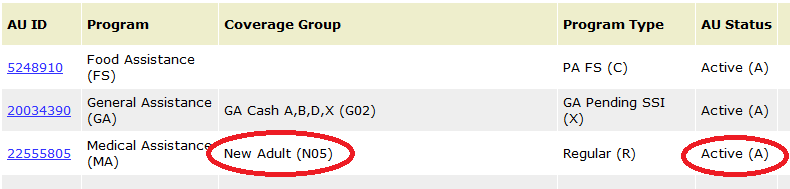 AU ID Program Coverage Group Program Type AU Status
5248910 Food Assistance (FS) PA FS (C) Active (A)
20034390 General Assistance (GA) GA Cash A,B,D,X (G02) GA Pending SSI (X) Active (A)
22555805 Medical Assistance (MA) New Adult (N05) Regular (R) Active (A)